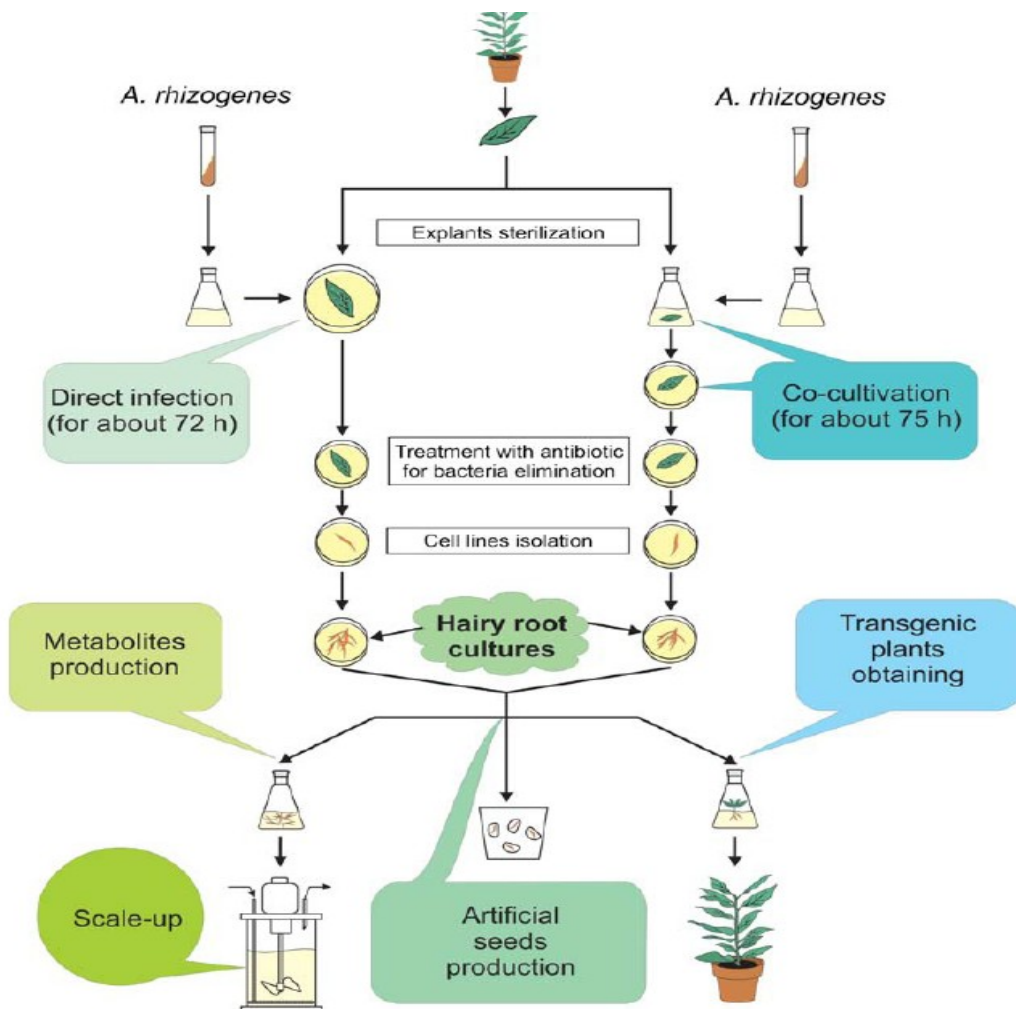 A. rhizogenes
A. rhizogenes
Explants sterilization
Direct infection
(for about 72 h)
Co-cultivation
(for about 75 h)
Treatment with antibiotic
for bacteria elimination
Cell lines isolation
Hairy root
cultures
Metabolites
production
Transgenic
plants
obtaining
Scale-up
Artificial
seeds
production